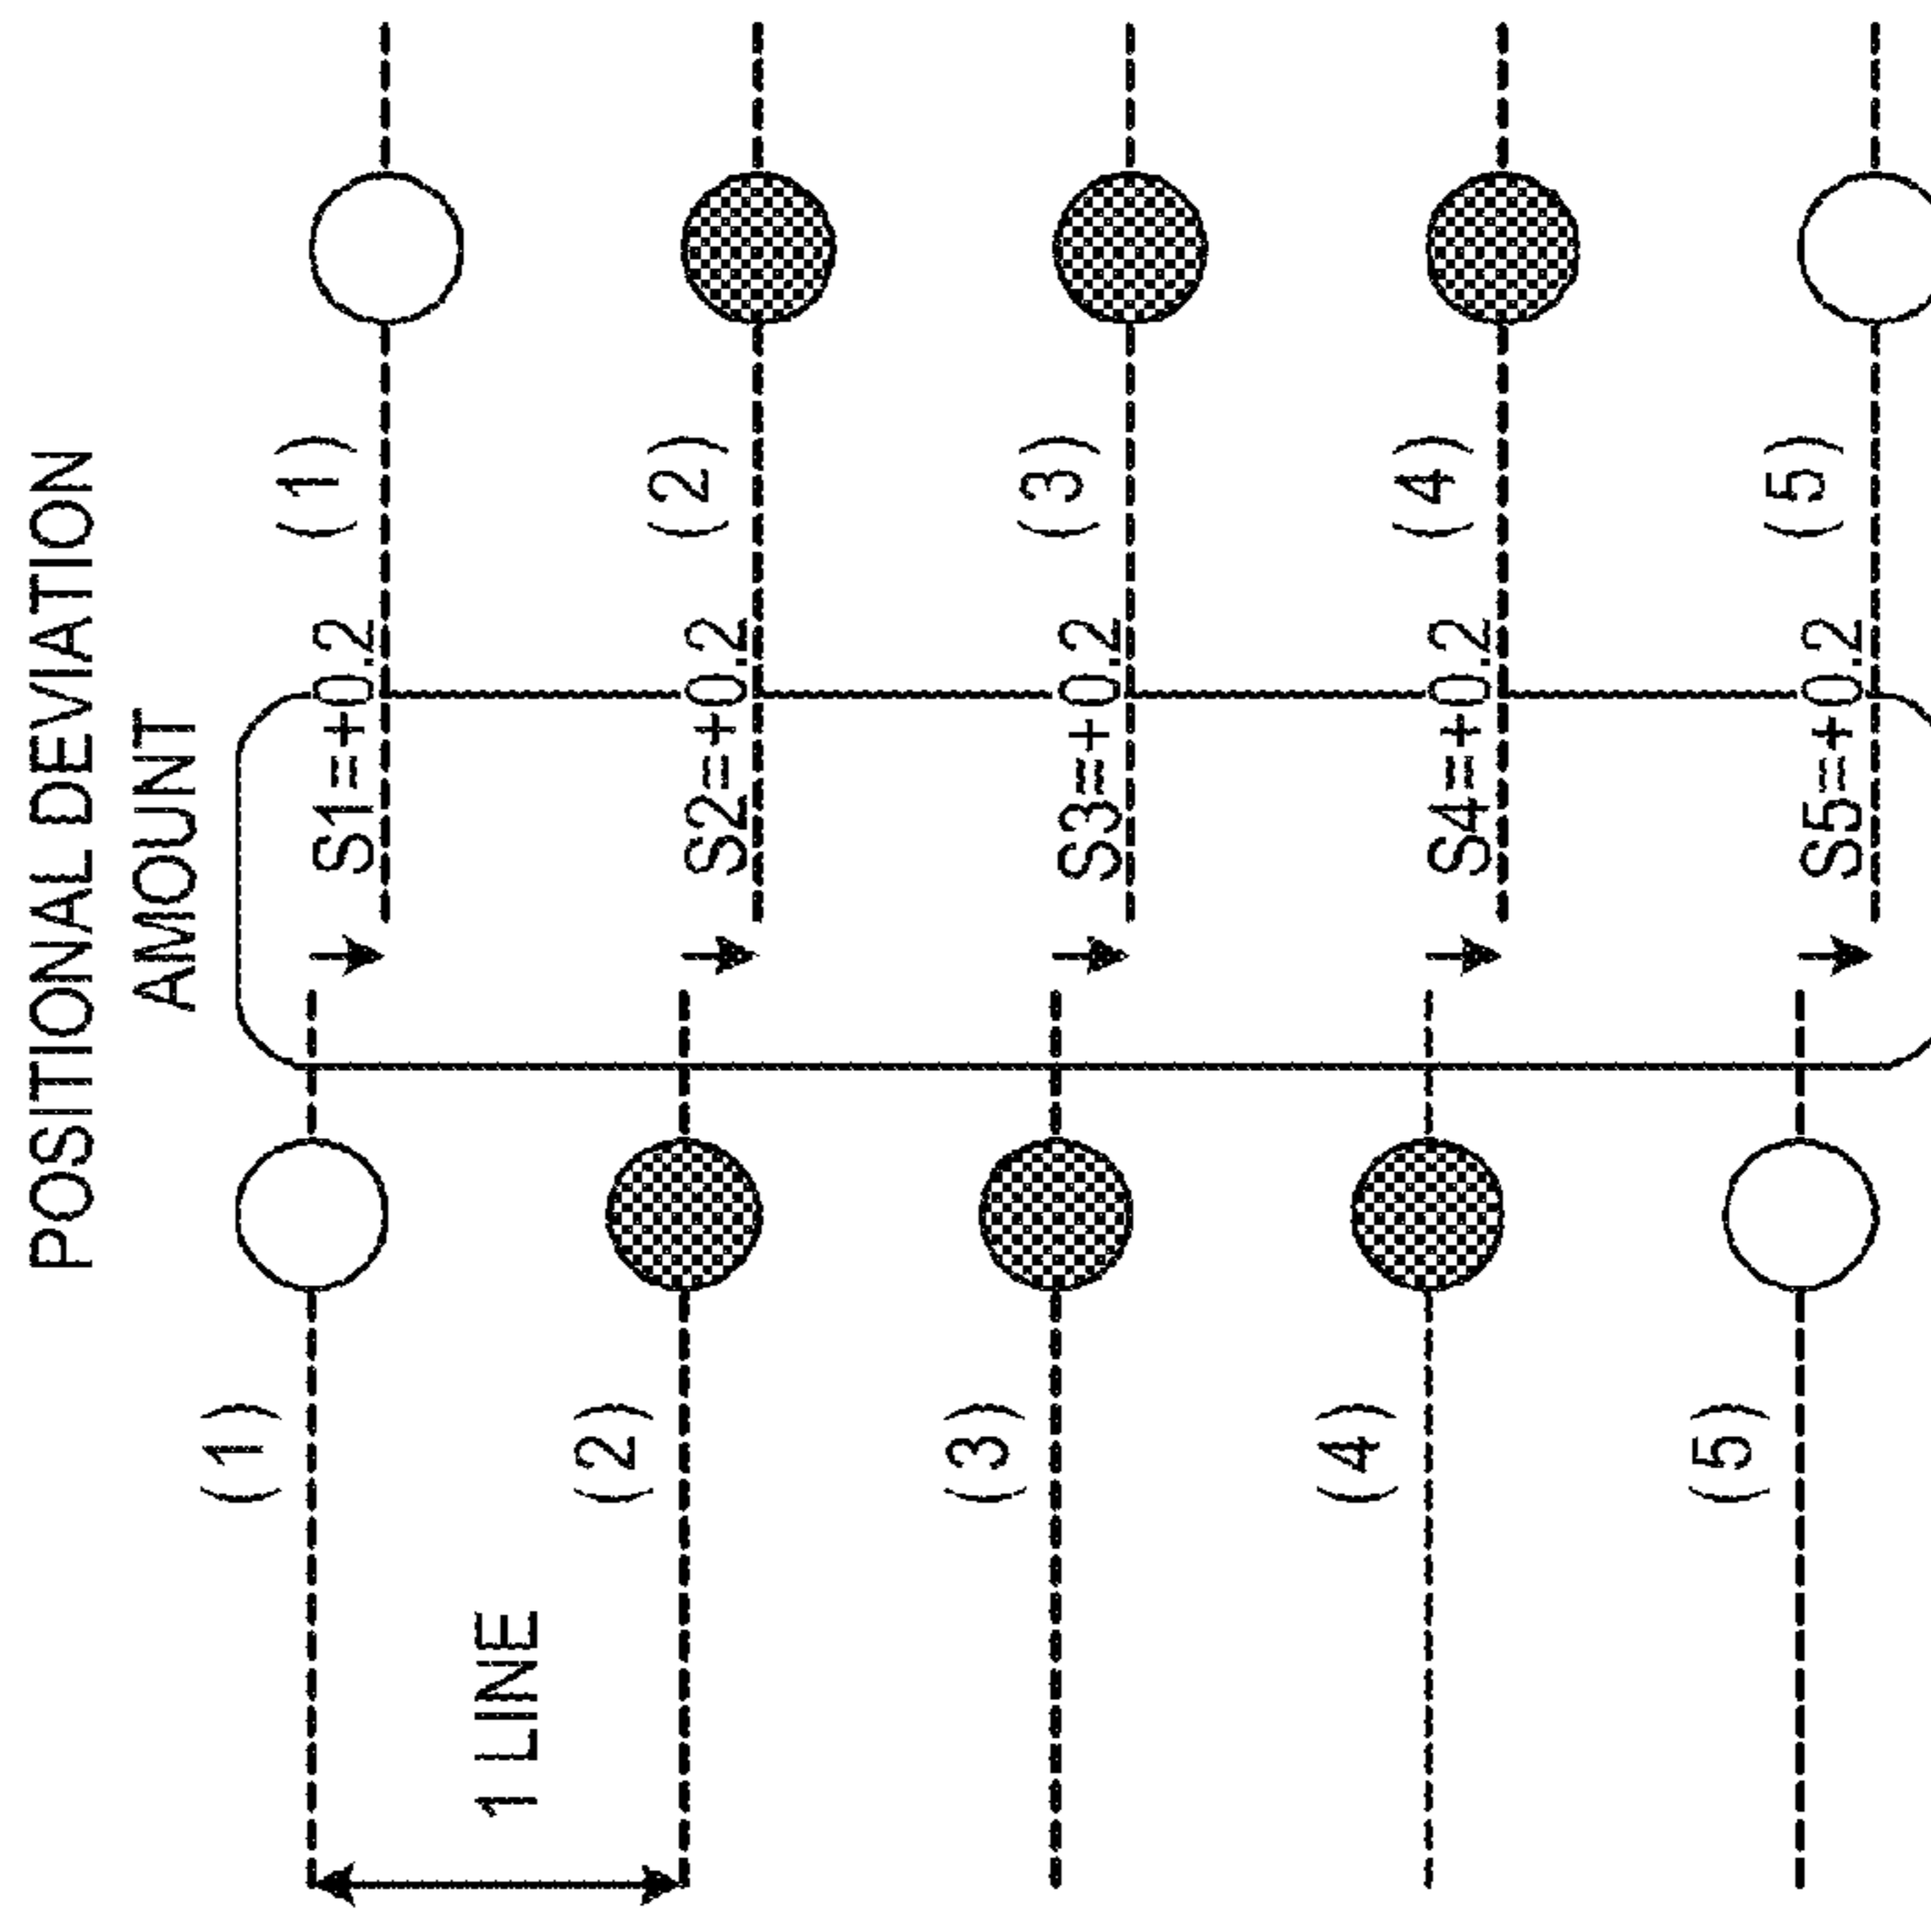 POSITIONAL DEVIATION
AMOUNT
(1) S1=+0.2 (1)
1 LINE
(2) S2=+0.2 (2)
(3) S3=+0.2 (3)
(4) S4=+0.2 (4)
(5) S5=+0.2 (5)